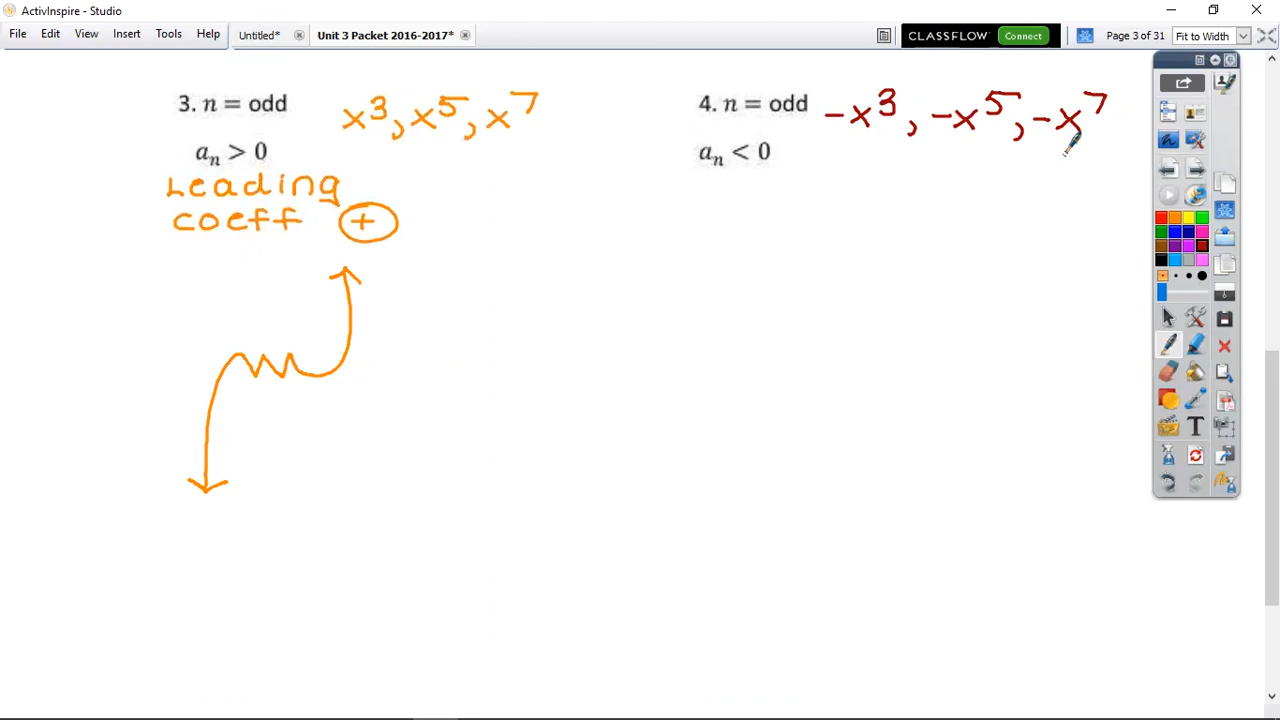 ActivInspire - Studio
File Edit View Insert Tools Help Untitled* Unit 3 Packet 2016-2017* CLASSFLOW Connect Page 3 of 31 Fit to Width
3. n = odd x³, x⁵, x⁷
aₙ > 0
Leading
coeff +
4. n = odd -x³, -x⁵, -x⁷
aₙ < 0